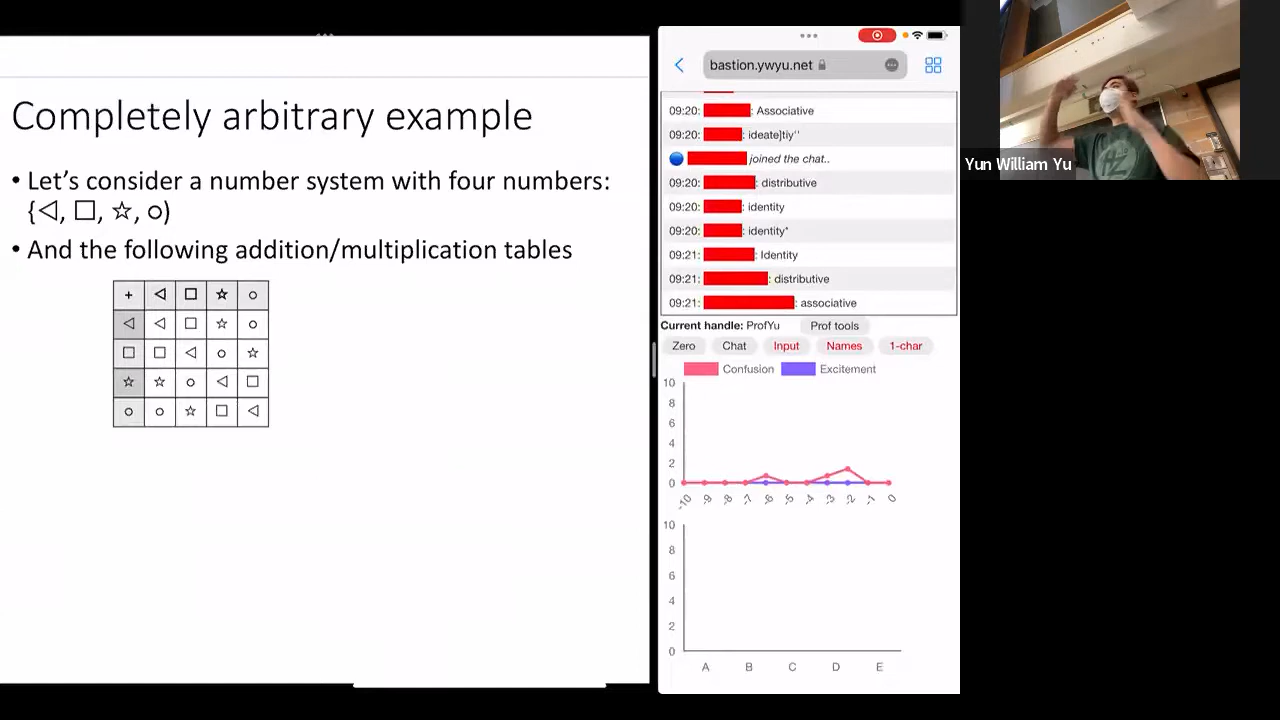 Completely arbitrary example
• Let's consider a number system with four numbers:
{◁, □, ☆, ○)
• And the following addition/multiplication tables
+ ◁ □ ☆ ○
◁ ◁ □ ☆ ○
□ □ ◁ ○ ☆
☆ ☆ ○ ◁ □
○ ○ ☆ □ ◁
bastion.ywyu.net
09:20: : Associative
09:20: : ideate]tiy''
joined the chat..
09:20: : distributive
09:20: : identity
09:20: : identity*
09:21: : Identity
09:21: : distributive
09:21: : associative
Current handle: ProfYu Prof tools
Zero Chat Input Names 1-char
Confusion Excitement
10
8
6
4
2
0
-10 -9 -8 -7 -6 -5 -4 -3 -2 -1 0
10
8
6
4
2
0
A B C D E
Yun William Yu